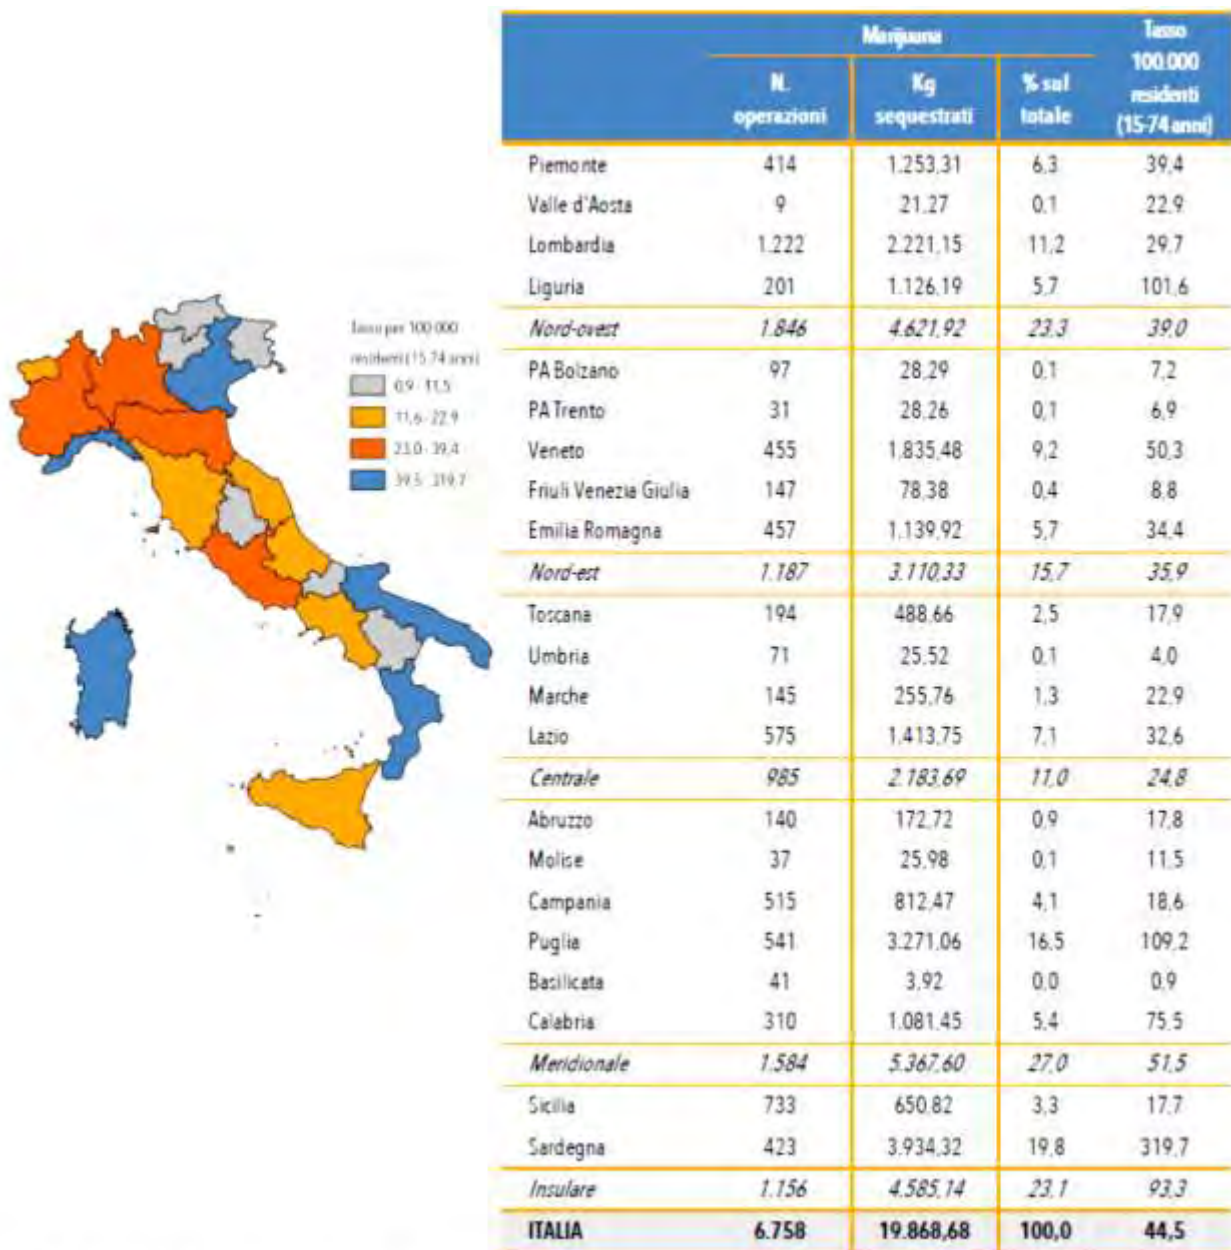 Tasso per 100.000
residenti (15-74 anni)
0,9 - 11,5
11,6 - 22,9
23,0 - 39,4
39,5 - 319,7
Marijuana
Tasso
100.000
residenti
(15-74 anni)
N.
operazioni
Kg
sequestrati
% sul
totale
Piemonte 414 1.253,31 6,3 39,4
Valle d'Aosta 9 21,27 0,1 22,9
Lombardia 1.222 2.221,15 11,2 29,7
Liguria 201 1.126,19 5,7 101,6
Nord-ovest 1.846 4.621,92 23,3 39,0
PA Bolzano 97 28,29 0,1 7,2
PA Trento 31 28,26 0,1 6,9
Veneto 455 1.835,48 9,2 50,3
Friuli Venezia Giulia 147 78,38 0,4 8,8
Emilia Romagna 457 1.139,92 5,7 34,4
Nord-est 1.187 3.110,33 15,7 35,9
Toscana 194 488,66 2,5 17,9
Umbria 71 25,52 0,1 4,0
Marche 145 255,76 1,3 22,9
Lazio 575 1.413,75 7,1 32,6
Centrale 985 2.183,69 11,0 24,8
Abruzzo 140 172,72 0,9 17,8
Molise 37 25,98 0,1 11,5
Campania 515 812,47 4,1 18,6
Puglia 541 3.271,06 16,5 109,2
Basilicata 41 3,92 0,0 0,9
Calabria 310 1.081,45 5,4 75,5
Meridionale 1.584 5.367,60 27,0 51,5
Sicilia 733 650,82 3,3 17,7
Sardegna 423 3.934,32 19,8 319,7
Insulare 1.156 4.585,14 23,1 93,3
ITALIA 6.758 19.868,68 100,0 44,5